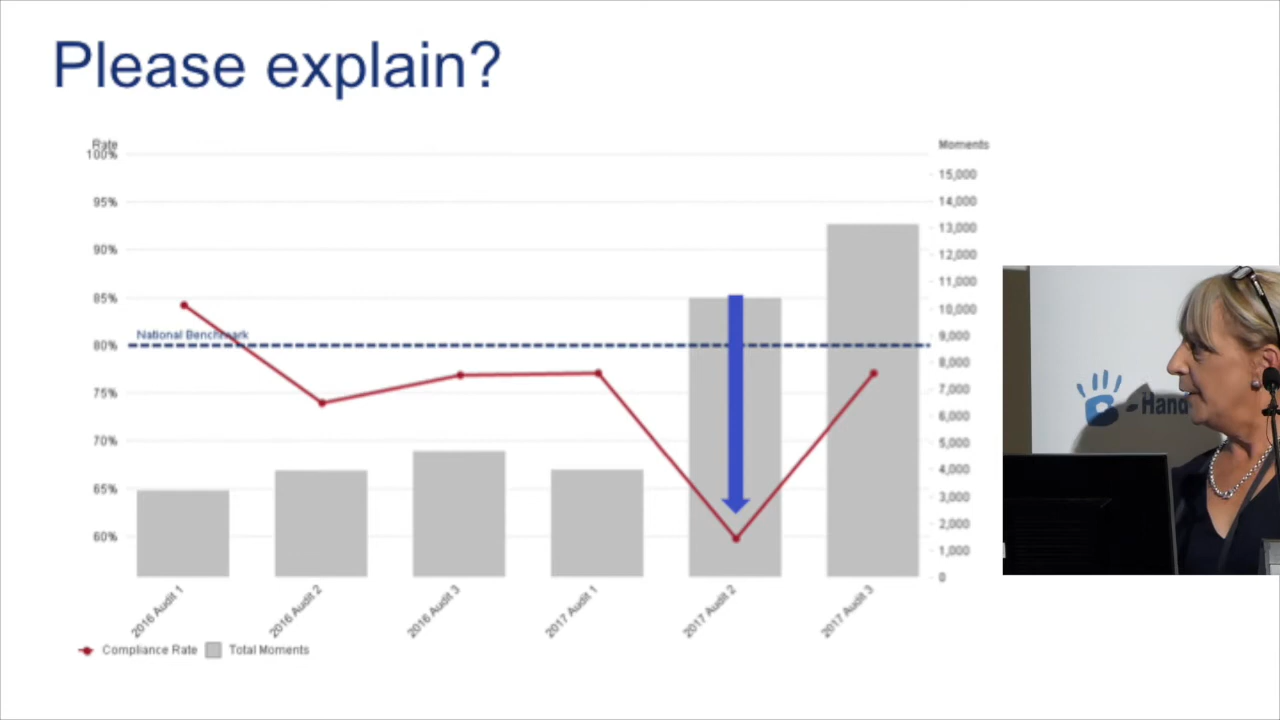 Please explain?
Rate
Moments
100%
95%
90%
85%
80%
75%
70%
65%
60%
National Benchmark
15,000
14,000
13,000
12,000
11,000
10,000
9,000
8,000
7,000
6,000
5,000
4,000
3,000
2,000
1,000
0
2016 Audit 1
2016 Audit 2
2016 Audit 3
2017 Audit 1
2017 Audit 2
2017 Audit 3
Compliance Rate
Total Moments
-Hand